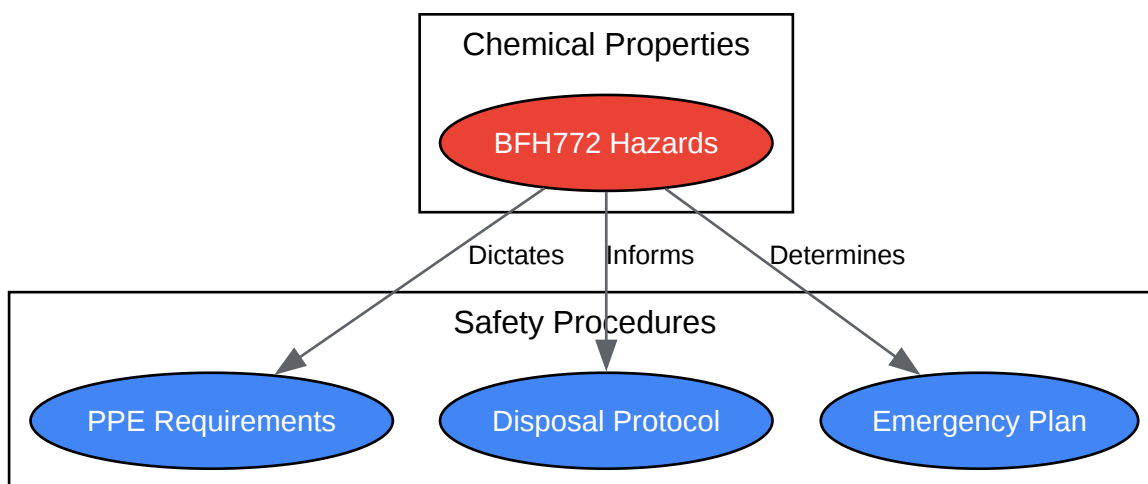 Chemical Properties
BFH772 Hazards
Dictates
Informs
Determines
Safety Procedures
PPE Requirements
Disposal Protocol
Emergency Plan